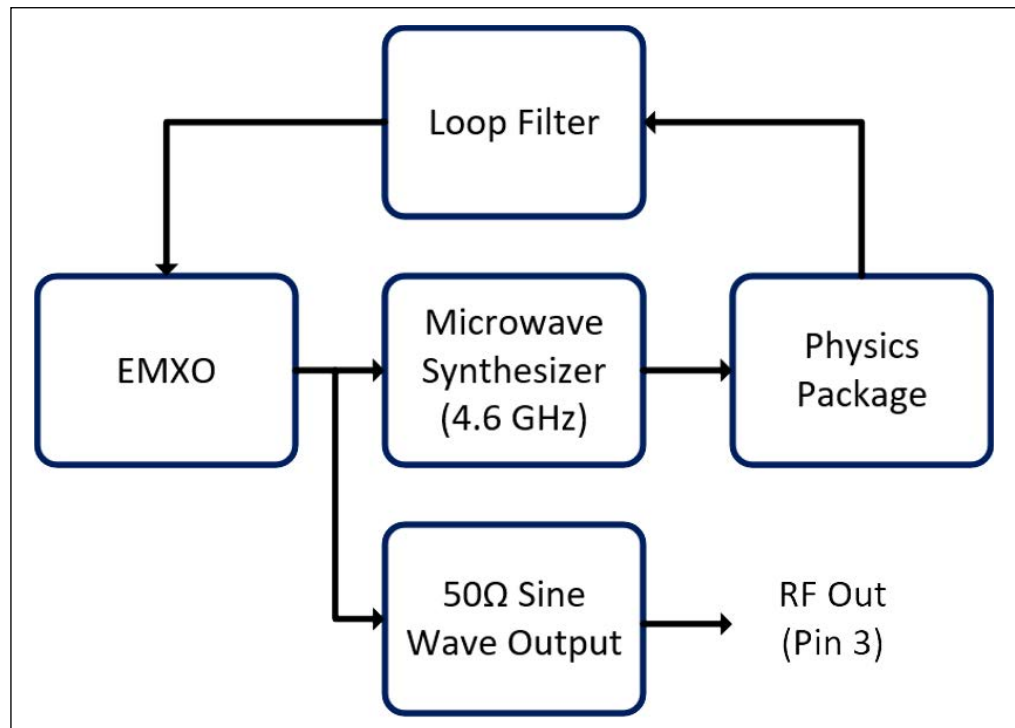 Loop Filter
EMXO
Microwave
Synthesizer
(4.6 GHz)
Physics
Package
50Ω Sine
Wave Output
RF Out
(Pin 3)